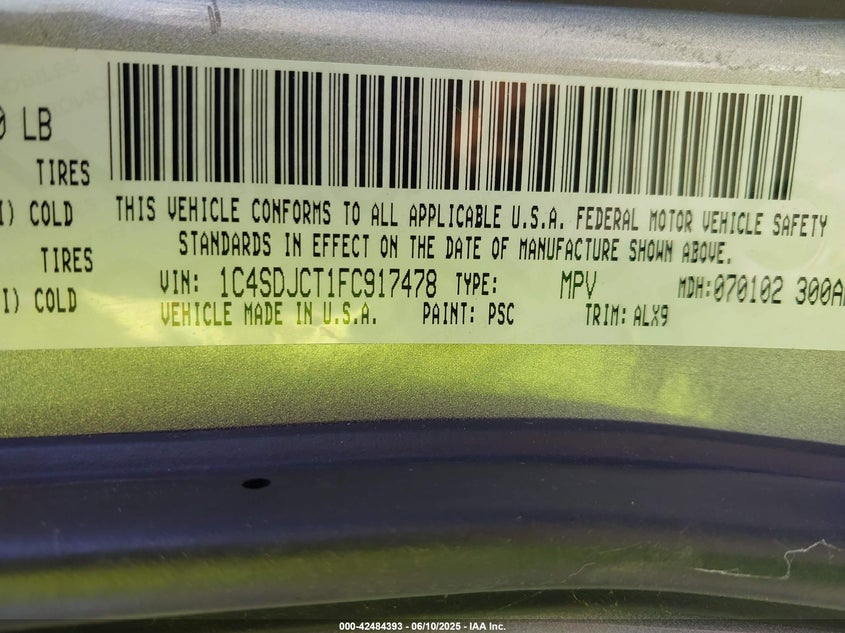 0 LB
TIRES
I) COLD
TIRES
I) COLD
THIS VEHICLE CONFORMS TO ALL APPLICABLE U.S.A. FEDERAL MOTOR VEHICLE SAFETY
STANDARDS IN EFFECT ON THE DATE OF MANUFACTURE SHOWN ABOVE.
VIN: 1C4SDJCT1FC917478 TYPE: MPV MDH:070102 300A
VEHICLE MADE IN U.S.A. PAINT: PSC TRIM: ALX9
000-42484393 - 06/10/2025 - IAA Inc.